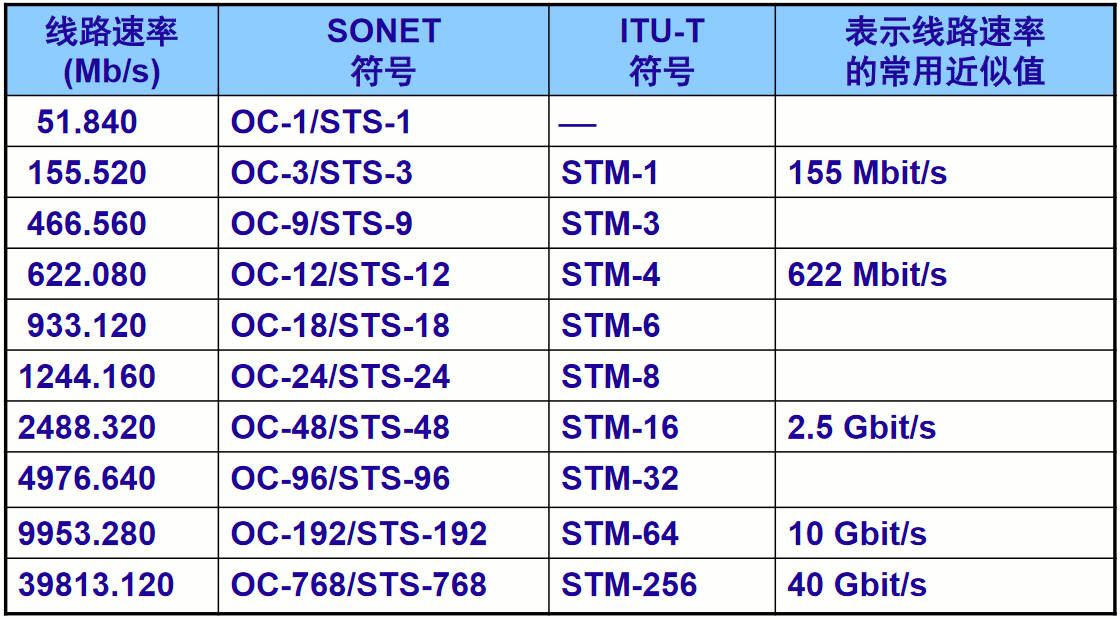 线路速率 (Mb/s) SONET 符号 ITU-T 符号 表示线路速率 的常用近似值
51.840 OC-1/STS-1 —
155.520 OC-3/STS-3 STM-1 155 Mbit/s
466.560 OC-9/STS-9 STM-3
622.080 OC-12/STS-12 STM-4 622 Mbit/s
933.120 OC-18/STS-18 STM-6
1244.160 OC-24/STS-24 STM-8
2488.320 OC-48/STS-48 STM-16 2.5 Gbit/s
4976.640 OC-96/STS-96 STM-32
9953.280 OC-192/STS-192 STM-64 10 Gbit/s
39813.120 OC-768/STS-768 STM-256 40 Gbit/s